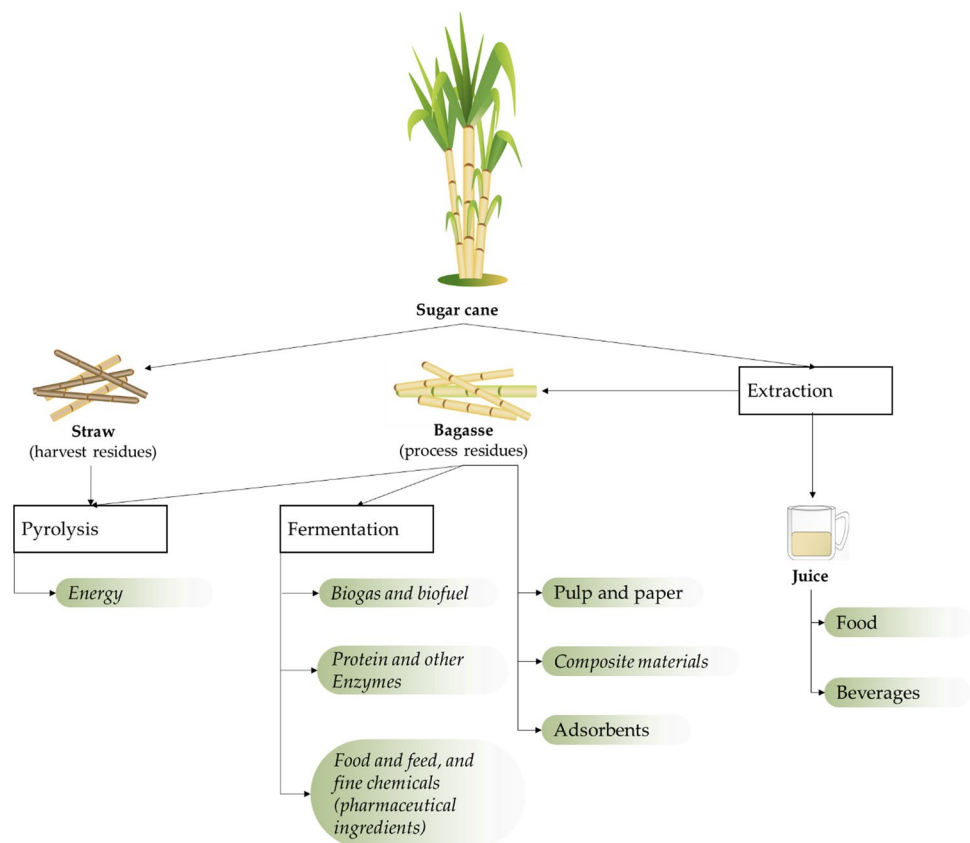 Sugar cane
Straw
(harvest residues)
Bagasse
(process residues)
Extraction
Pyrolysis
Energy
Fermentation
Biogas and biofuel
Protein and other
Enzymes
Food and feed, and
fine chemicals
(pharmaceutical
ingredients)
Pulp and paper
Composite materials
Adsorbents
Juice
Food
Beverages